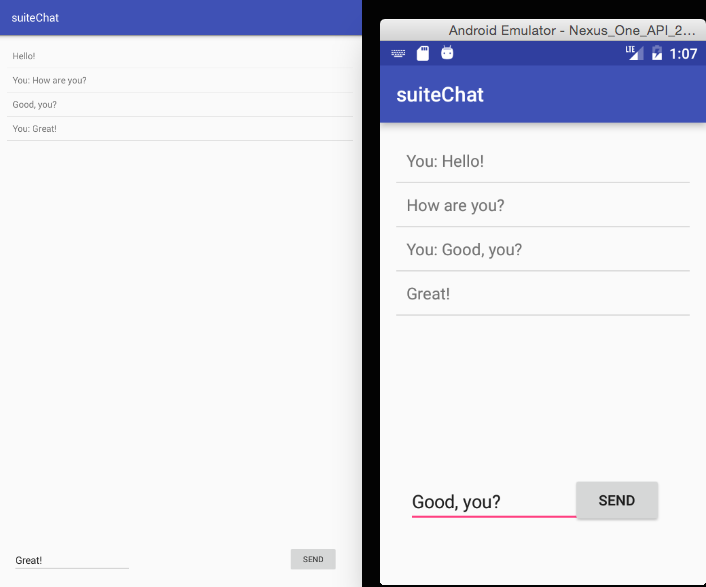 suiteChat
Hello!
You: How are you?
Good, you?
You: Great!
Great!
SEND
Android Emulator - Nexus_One_API_2...
LTE
1:07
suiteChat
You: Hello!
How are you?
You: Good, you?
Great!
Good, you?
SEND